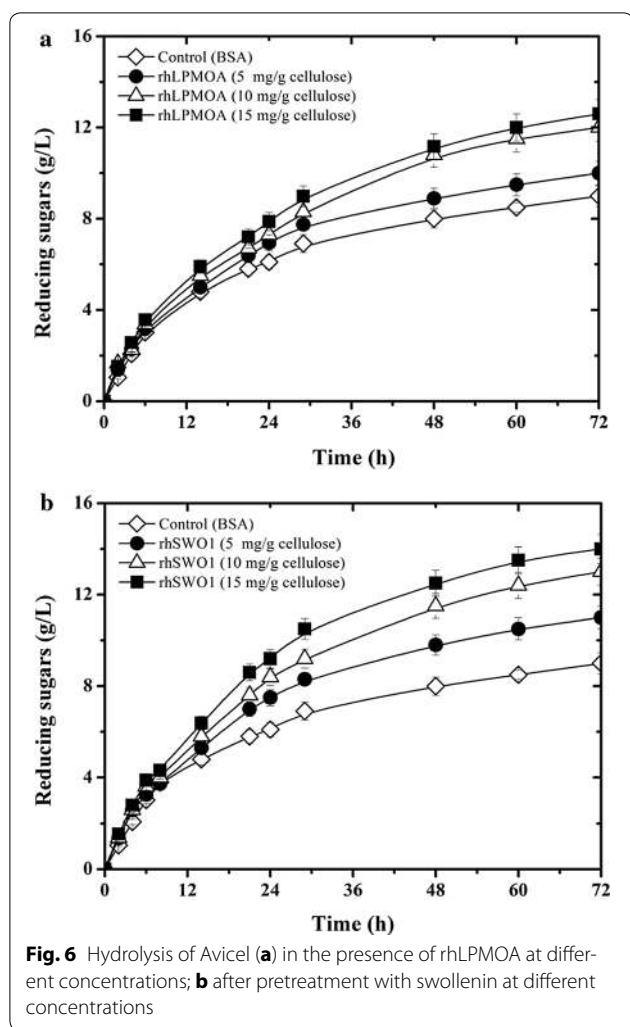 a
16
12
8
4
0
Reducing sugars (g/L)
Control (BSA)
rhLPMOA (5 mg/g cellulose)
rhLPMOA (10 mg/g cellulose)
rhLPMOA (15 mg/g cellulose)
0 12 24 36 48 60 72
Time (h)
b
16
12
8
4
0
Reducing sugars (g/L)
Control (BSA)
rhSWO1 (5 mg/g cellulose)
rhSWO1 (10 mg/g cellulose)
rhSWO1 (15 mg/g cellulose)
0 12 24 36 48 60 72
Time (h)
Fig. 6 Hydrolysis of Avicel (a) in the presence of rhLPMOA at differ-
ent concentrations; b after pretreatment with swollenin at different
concentrations